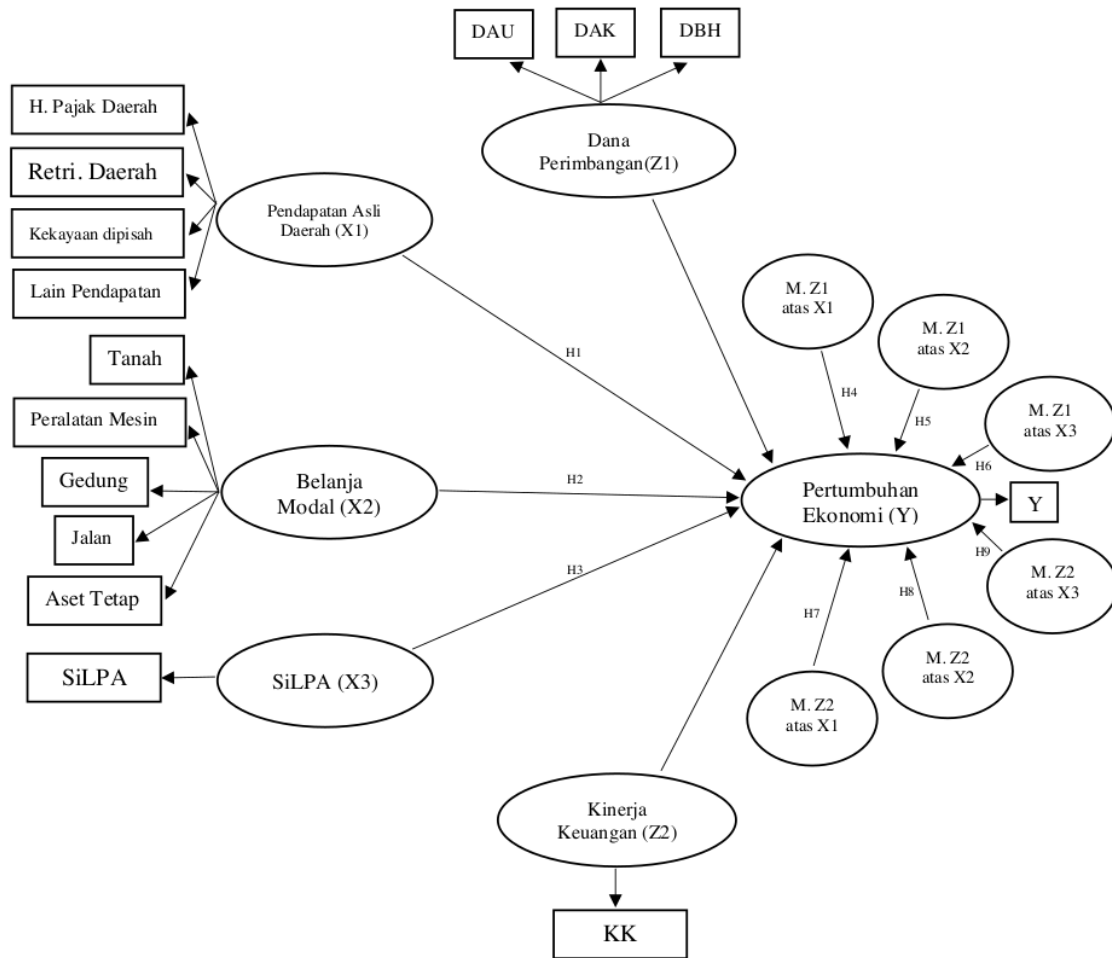 DAU
DAK
DBH
H. Pajak Daerah
Retri. Daerah
Kekayaan dipisah
Lain Pendapatan
Pendapatan Asli
Daerah (X1)
Dana
Perimbangan(Z1)
Tanah
Peralatan Mesin
Gedung
Jalan
Aset Tetap
Belanja
Modal (X2)
SiLPA
SiLPA (X3)
H1
H2
H3
M. Z1
atas X1
M. Z1
atas X2
M. Z1
atas X3
H4
H5
H6
Pertumbuhan
Ekonomi (Y)
Y
H9
H8
H7
M. Z2
atas X3
M. Z2
atas X2
M. Z2
atas X1
Kinerja
Keuangan (Z2)
KK